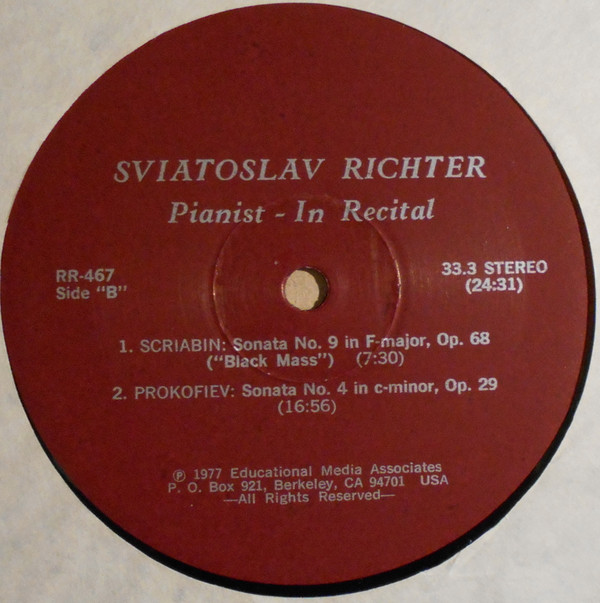 SVIATOSLAV RICHTER
Pianist - In Recital
RR-467
Side "B"
33.3 STEREO
(24:31)
1. SCRIABIN: Sonata No. 9 in F-major, Op. 68
("Black Mass") (7:30)
2. PROKOFIEV: Sonata No. 4 in c-minor, Op. 29
(16:56)
℗ 1977 Educational Media Associates
P. O. Box 921, Berkeley, CA 94701 USA
—All Rights Reserved—